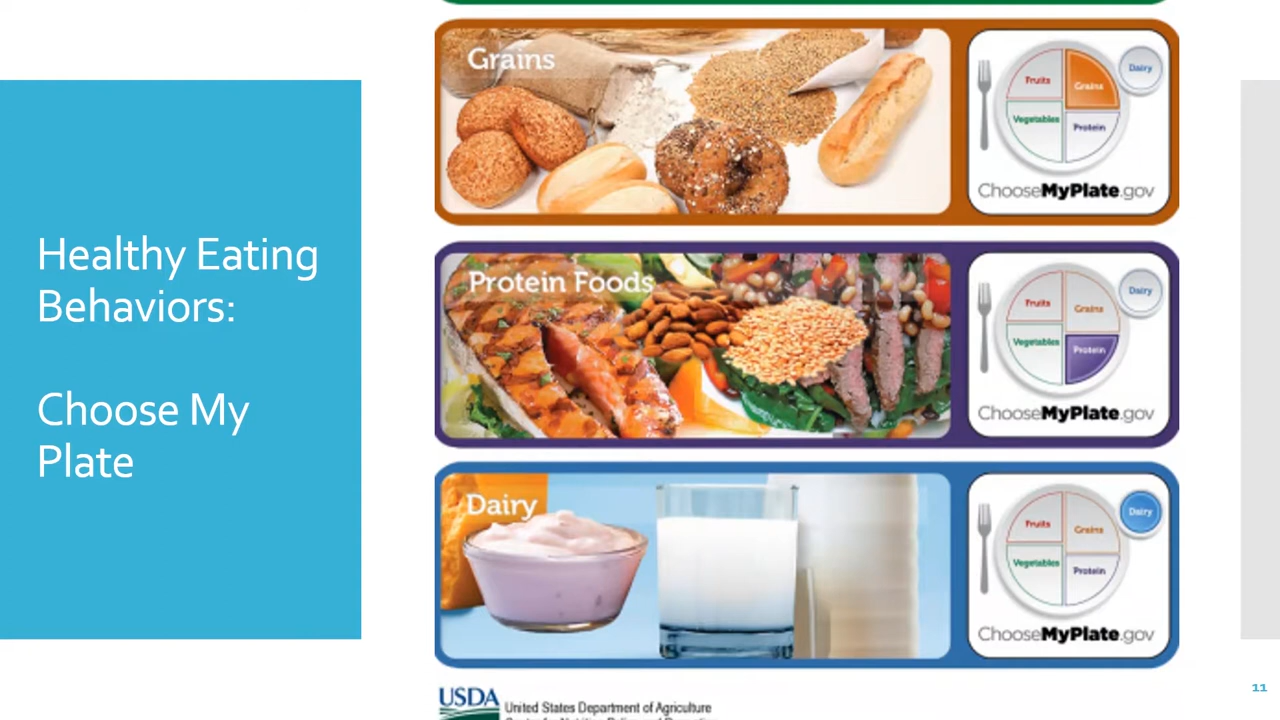 Healthy Eating
Behaviors:
Choose My
Plate
Grains
Fruits
Grains
Dairy
Vegetables
Protein
ChooseMyPlate.gov
Protein Foods
Fruits
Grains
Dairy
Vegetables
Protein
ChooseMyPlate.gov
Dairy
Fruits
Grains
Dairy
Vegetables
Protein
ChooseMyPlate.gov
USDA
United States Department of Agriculture
11